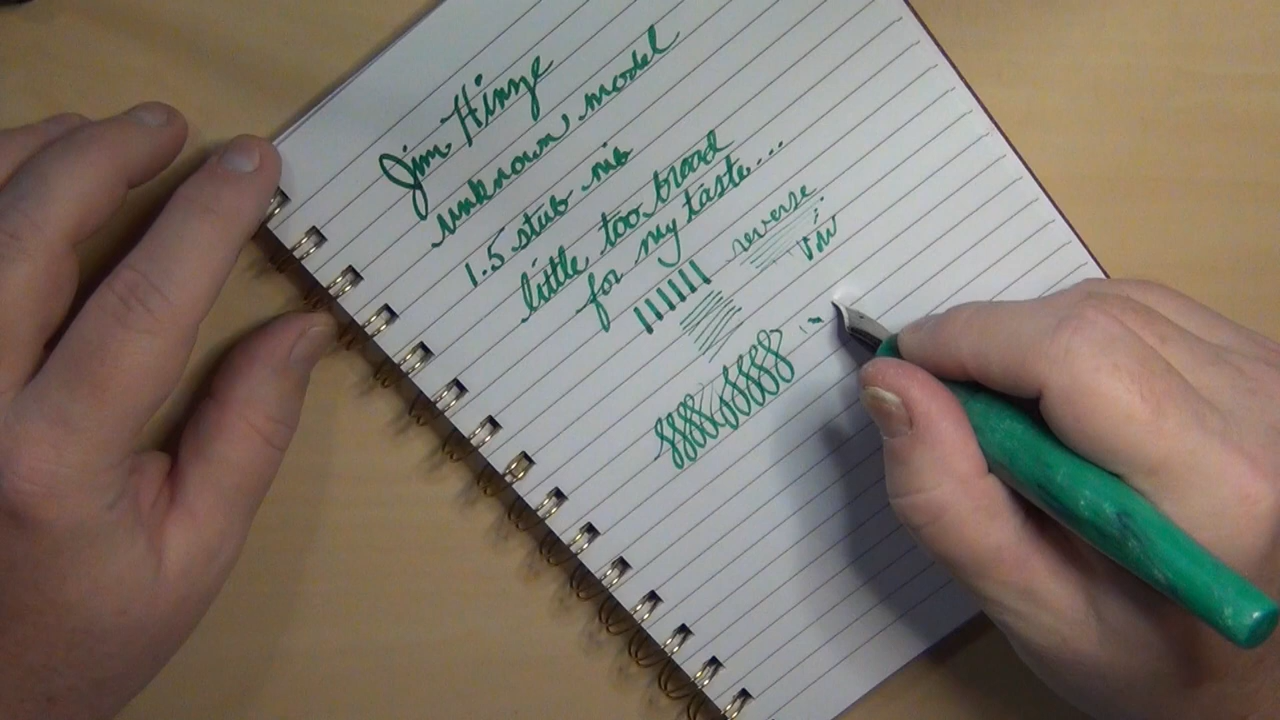 Jim Hinze
unknown model
1.5 stub nib
little too broad
for my taste...
reverse